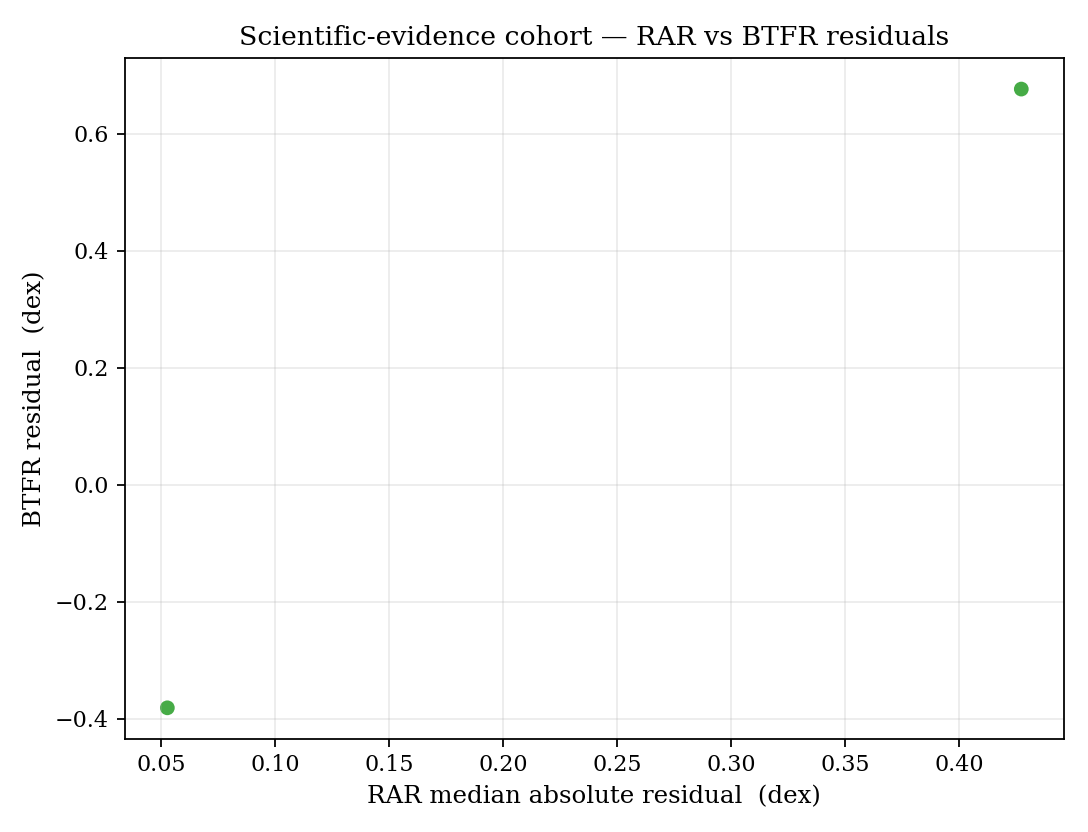 Scientific-evidence cohort — RAR vs BTFR residuals
BTFR residual (dex)
0.6
0.4
0.2
0.0
−0.2
−0.4
0.05 0.10 0.15 0.20 0.25 0.30 0.35 0.40
RAR median absolute residual (dex)